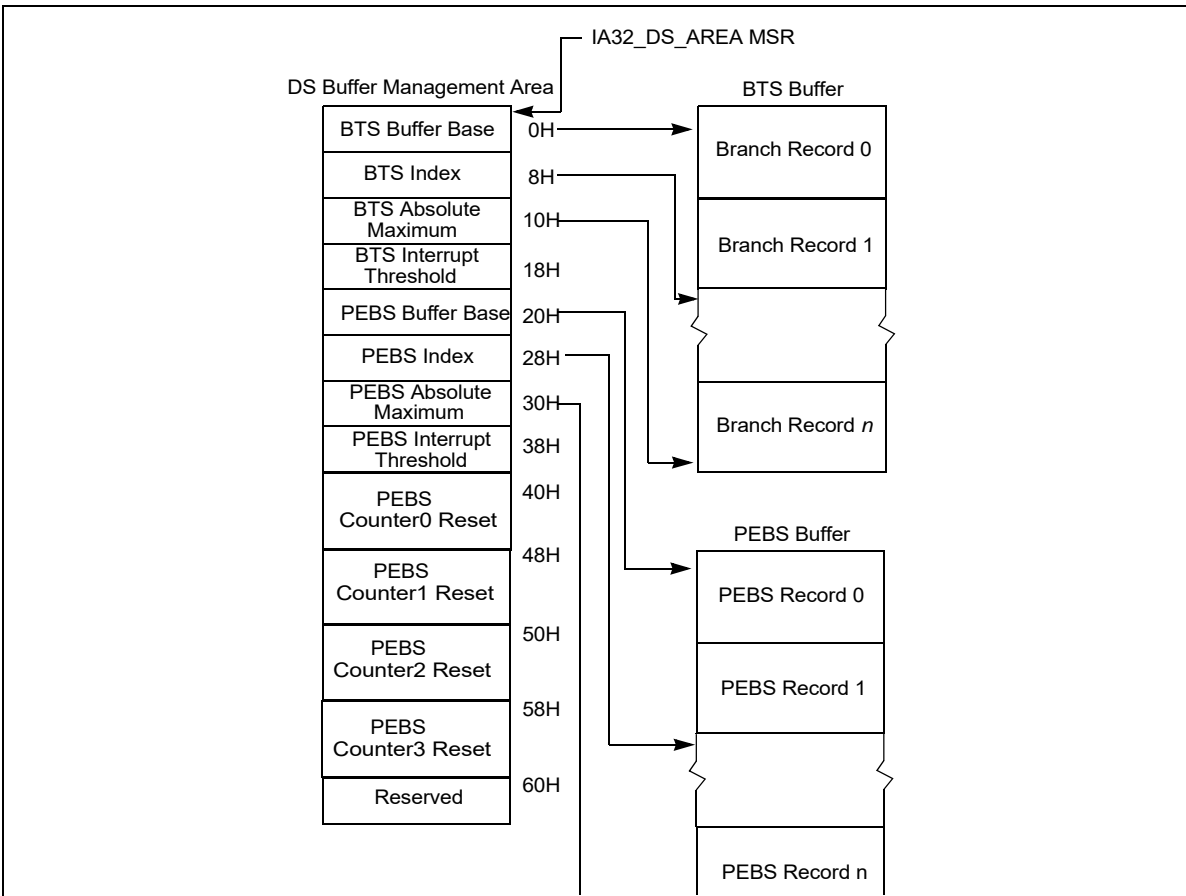 IA32_DS_AREA MSR
DS Buffer Management Area
BTS Buffer Base 0H
BTS Index 8H
BTS Absolute
Maximum
10H
BTS Interrupt
Threshold
18H
PEBS Buffer Base 20H
PEBS Index 28H
PEBS Absolute
Maximum
30H
PEBS Interrupt
Threshold
38H
PEBS
Counter0 Reset
40H
PEBS
Counter1 Reset
48H
PEBS
Counter2 Reset
50H
PEBS
Counter3 Reset
58H
Reserved
60H
BTS Buffer
Branch Record 0
Branch Record 1
Branch Record n
PEBS Buffer
PEBS Record 0
PEBS Record 1
PEBS Record n